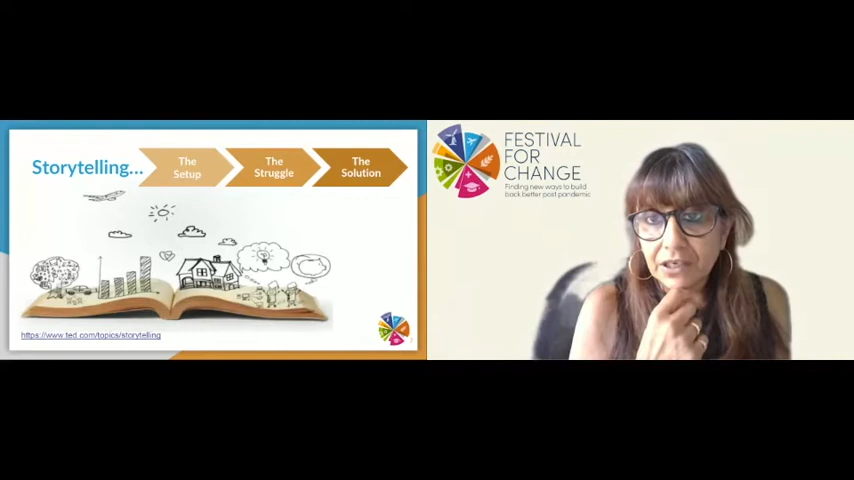 Storytelling...
The
Setup
The
Struggle
The
Solution
https://www.ted.com/topics/storytelling
FESTIVAL
FOR
CHANGE
Finding new ways to build
back better post pandemic